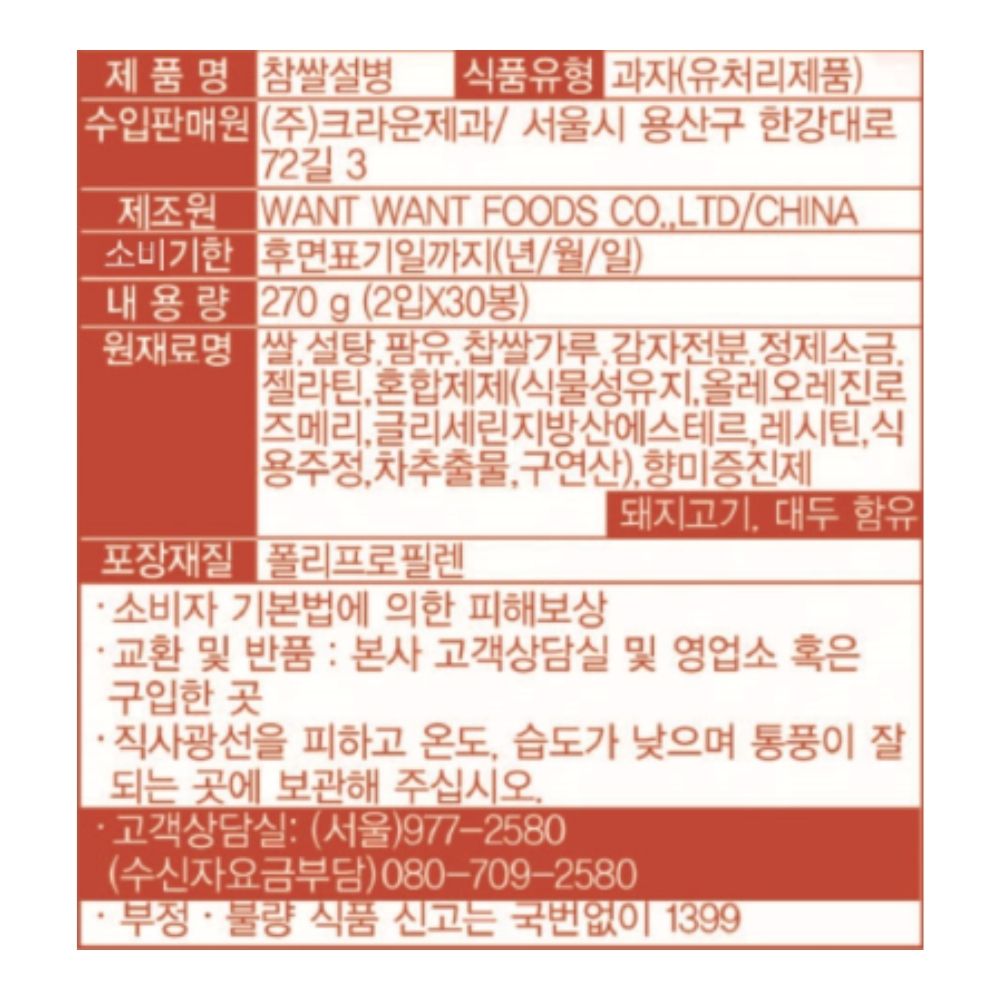 제 품 명 참쌀설병 식품유형 과자(유처리제품)
수입판매원 (주)크라운제과/ 서울시 용산구 한강대로
72길 3
제조원 WANT WANT FOODS CO.,LTD/CHINA
소비기한 후면표기일까지(년/월/일)
내 용 량 270 g (2입X30봉)
원재료명 쌀,설탕,팜유,찹쌀가루,감자전분,정제소금,
젤라틴,혼합제제(식물성유지,올레오레진로
즈메리,글리세린지방산에스테르,레시틴,식
용주정,차추출물,구연산),향미증진제
돼지고기, 대두 함유
포장재질 폴리프로필렌
·소비자 기본법에 의한 피해보상
·교환 및 반품 : 본사 고객상담실 및 영업소 혹은
구입한 곳
·직사광선을 피하고 온도, 습도가 낮으며 통풍이 잘
되는 곳에 보관해 주십시오.
·고객상담실: (서울)977-2580
(수신자요금부담)080-709-2580
· 부정 · 불량 식품 신고는 국번없이 1399